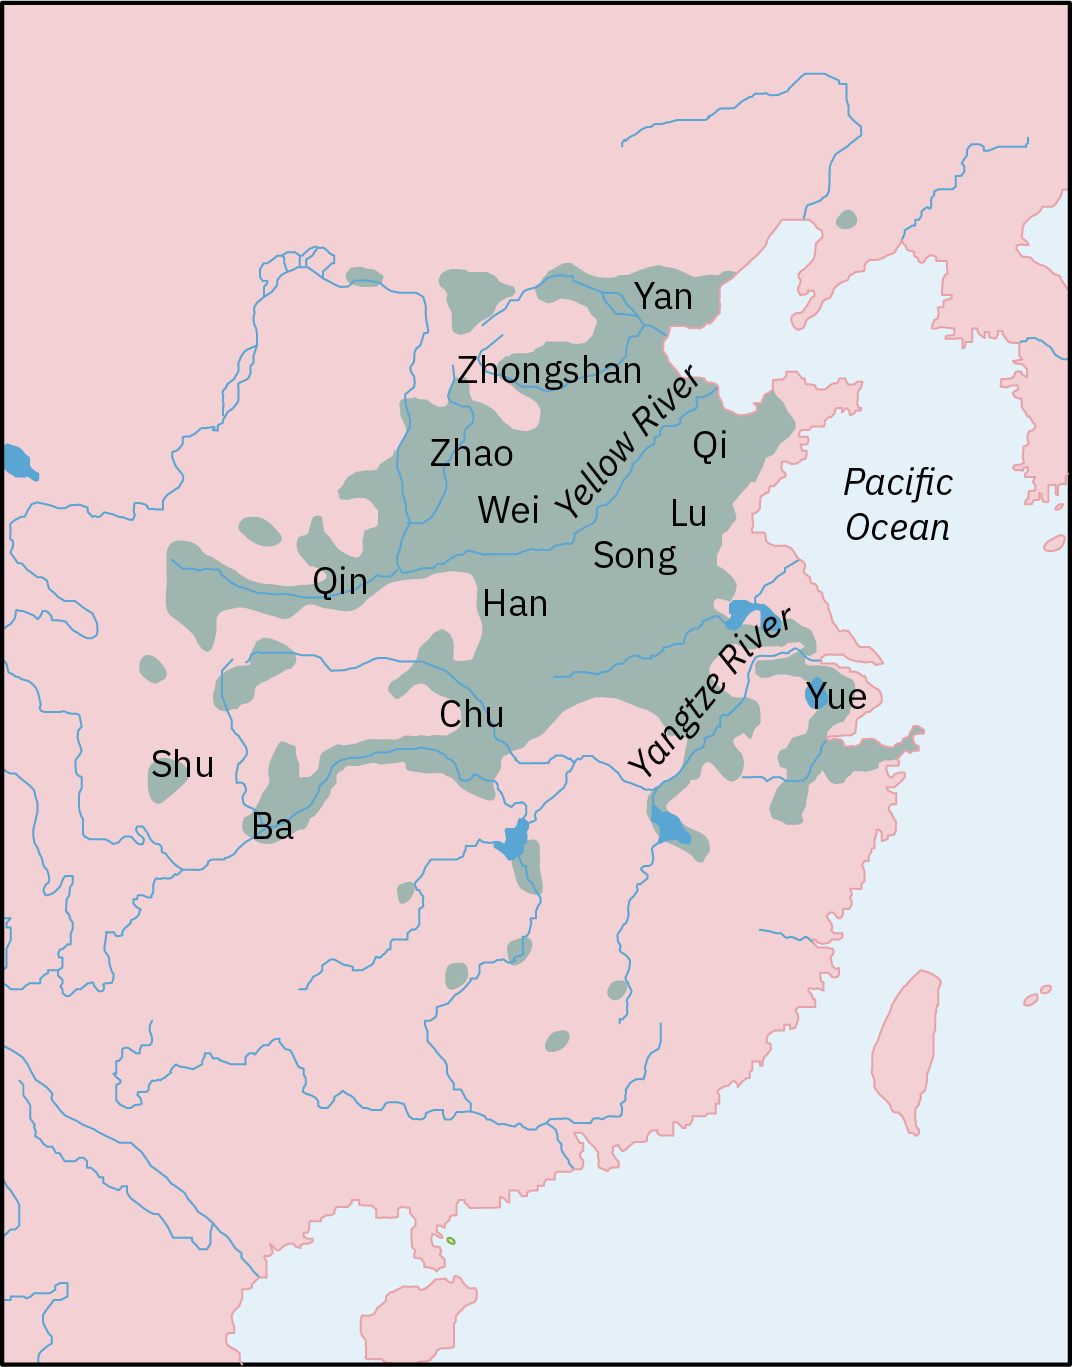 Yan
Zhongshan
Yellow River
Zhao
Qi
Pacific
Ocean
Wei
Lu
Song
Qin
Han
Yangtze River
Yue
Chu
Shu
Ba